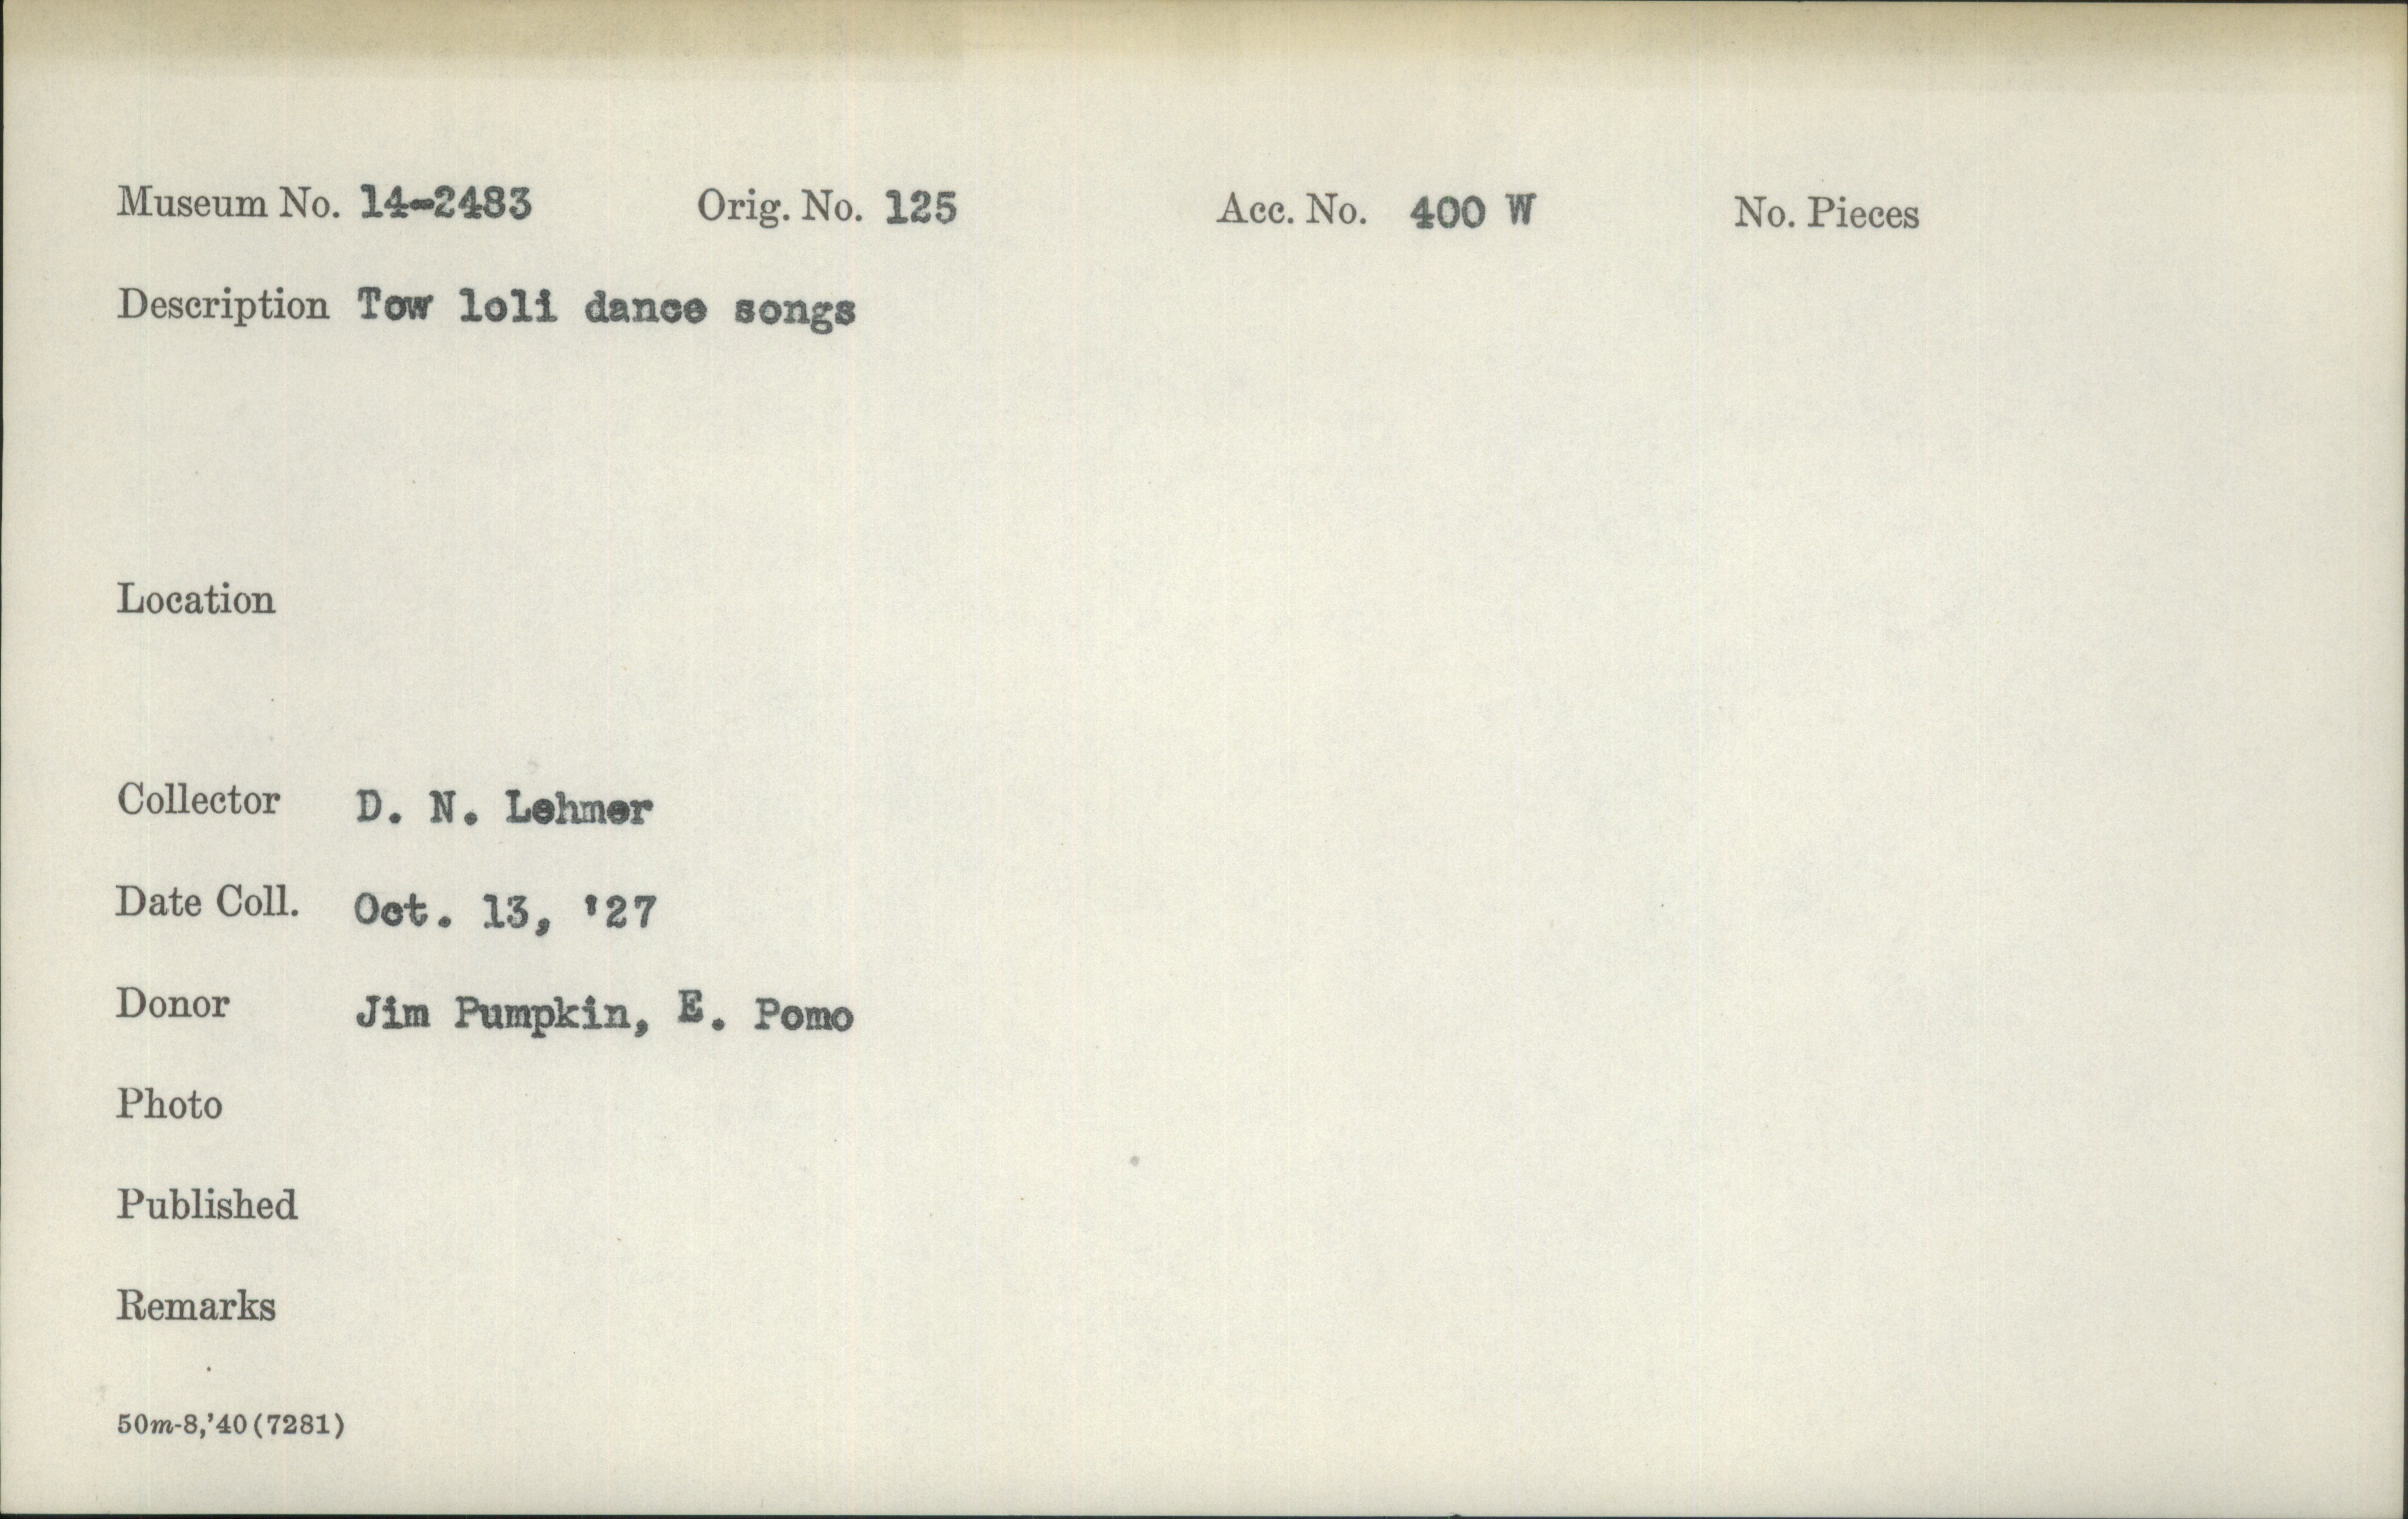 Museum No. 14-2483 Orig. No. 125 Acc. No. 400 W No. Pieces
Description Tow loli dance songs
Location
Collector D. N. Lehmer
Date Coll. Oct. 13, '27
Donor Jim Pumpkin, E. Pomo
Photo
Published
Remarks
50m-8,'40(7281)